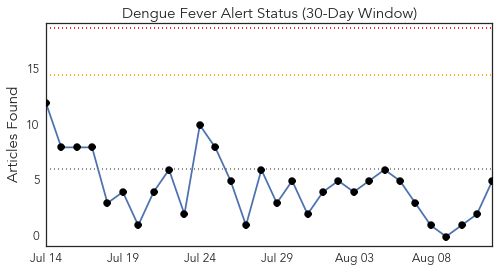 Dengue Fever Alert Status (30-Day Window)
Articles Found
15
10
5
0
Jul 14 Jul 19 Jul 24 Jul 29 Aug 03 Aug 08